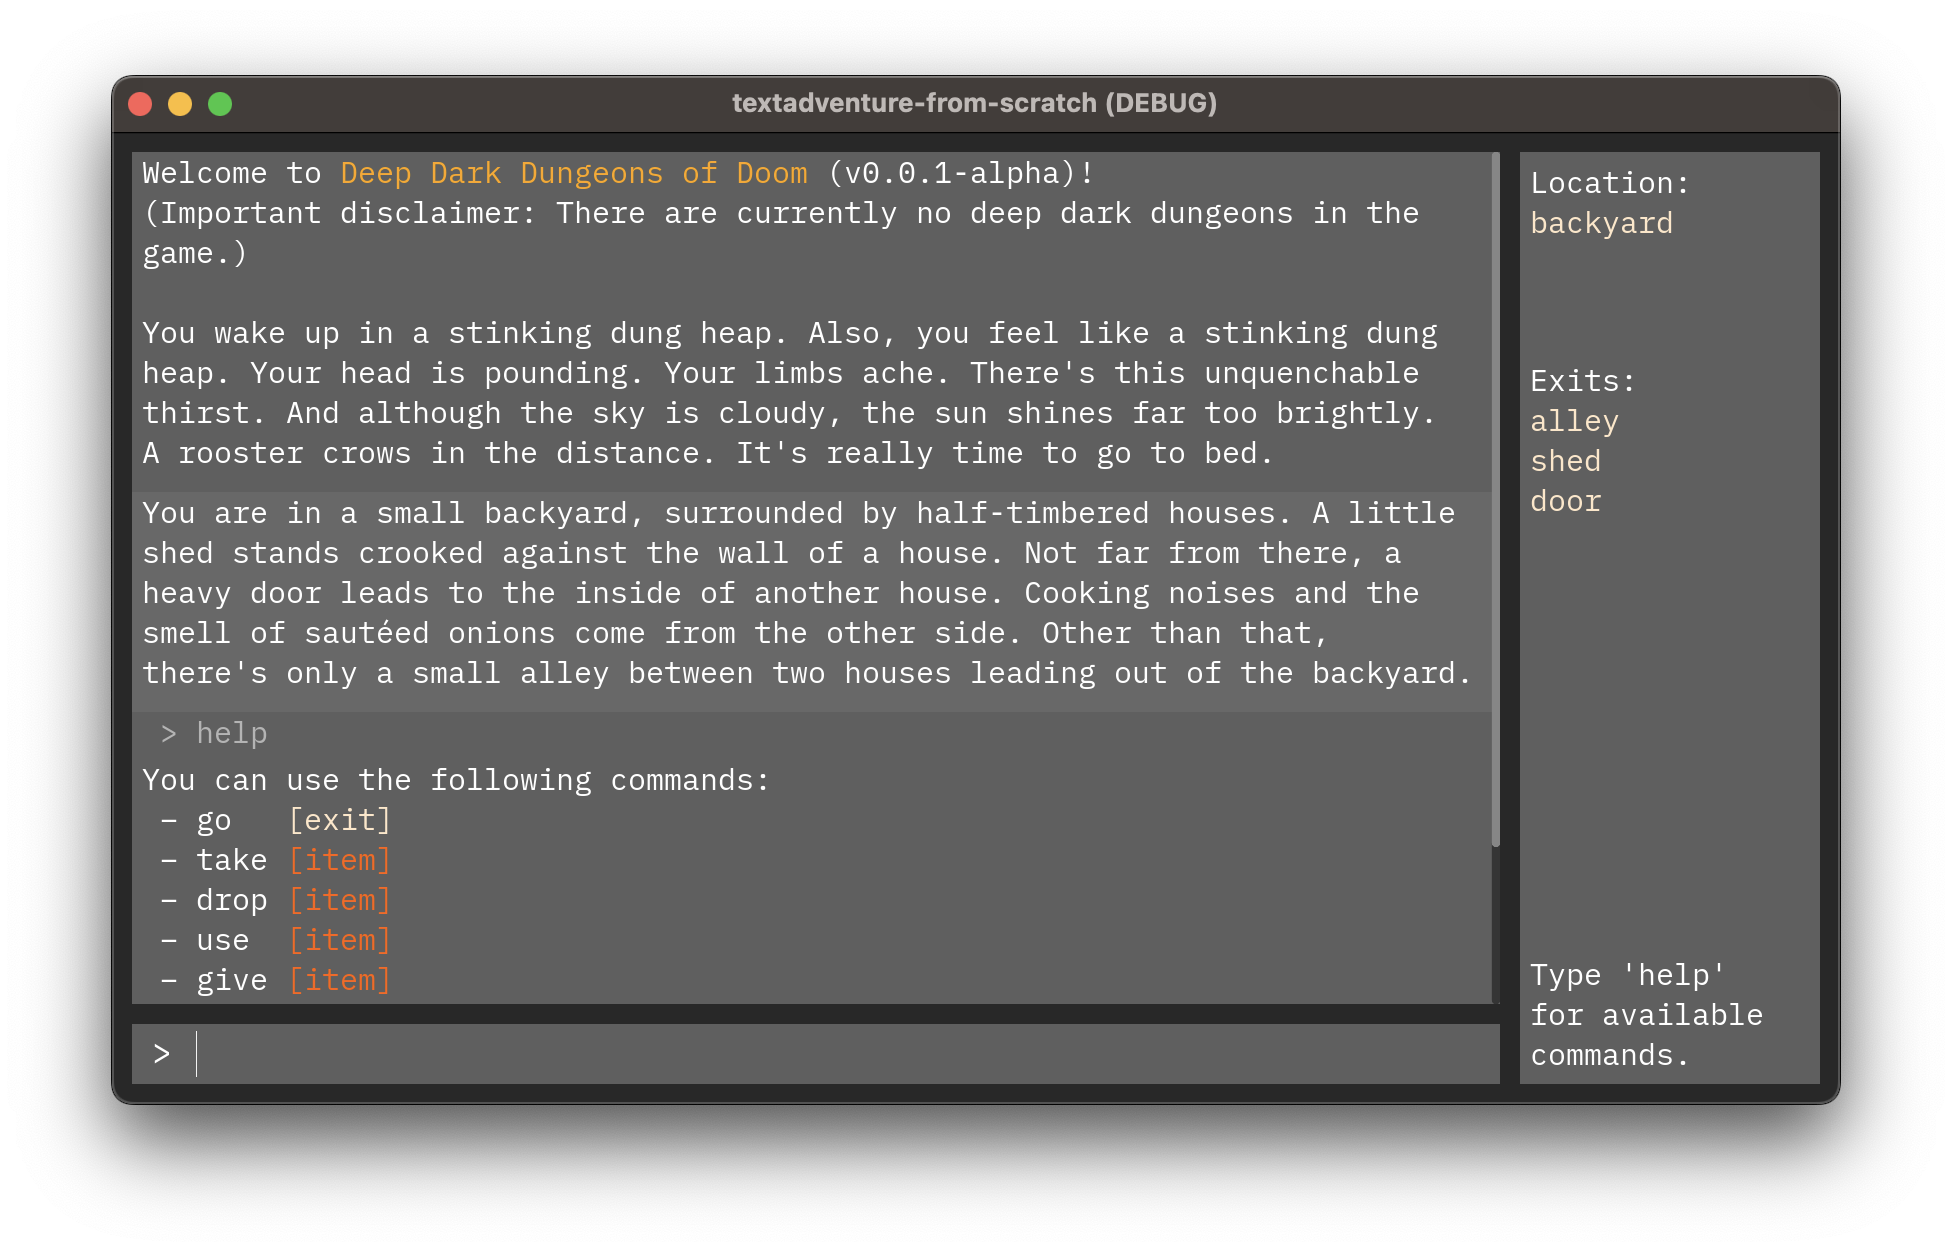 textadventure-from-scratch (DEBUG)
Welcome to Deep Dark Dungeons of Doom (v0.0.1-alpha)!
(Important disclaimer: There are currently no deep dark dungeons in the
game.)
You wake up in a stinking dung heap. Also, you feel like a stinking dung
heap. Your head is pounding. Your limbs ache. There's this unquenchable
thirst. And although the sky is cloudy, the sun shines far too brightly.
A rooster crows in the distance. It's really time to go to bed.
You are in a small backyard, surrounded by half-timbered houses. A little
shed stands crooked against the wall of a house. Not far from there, a
heavy door leads to the inside of another house. Cooking noises and the
smell of sautéed onions come from the other side. Other than that,
there's only a small alley between two houses leading out of the backyard.
> help
You can use the following commands:
– go   [exit]
– take [item]
– drop [item]
– use  [item]
– give [item]
>
Location:
backyard
Exits:
alley
shed
door
Type 'help'
for available
commands.